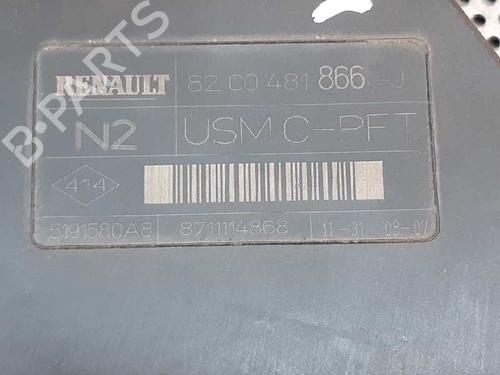 RENAULT 82 00 481 866 - J
N2 USM C-PFT
414
5191580A8 8711114868 11-31 08-07
B-PARTS